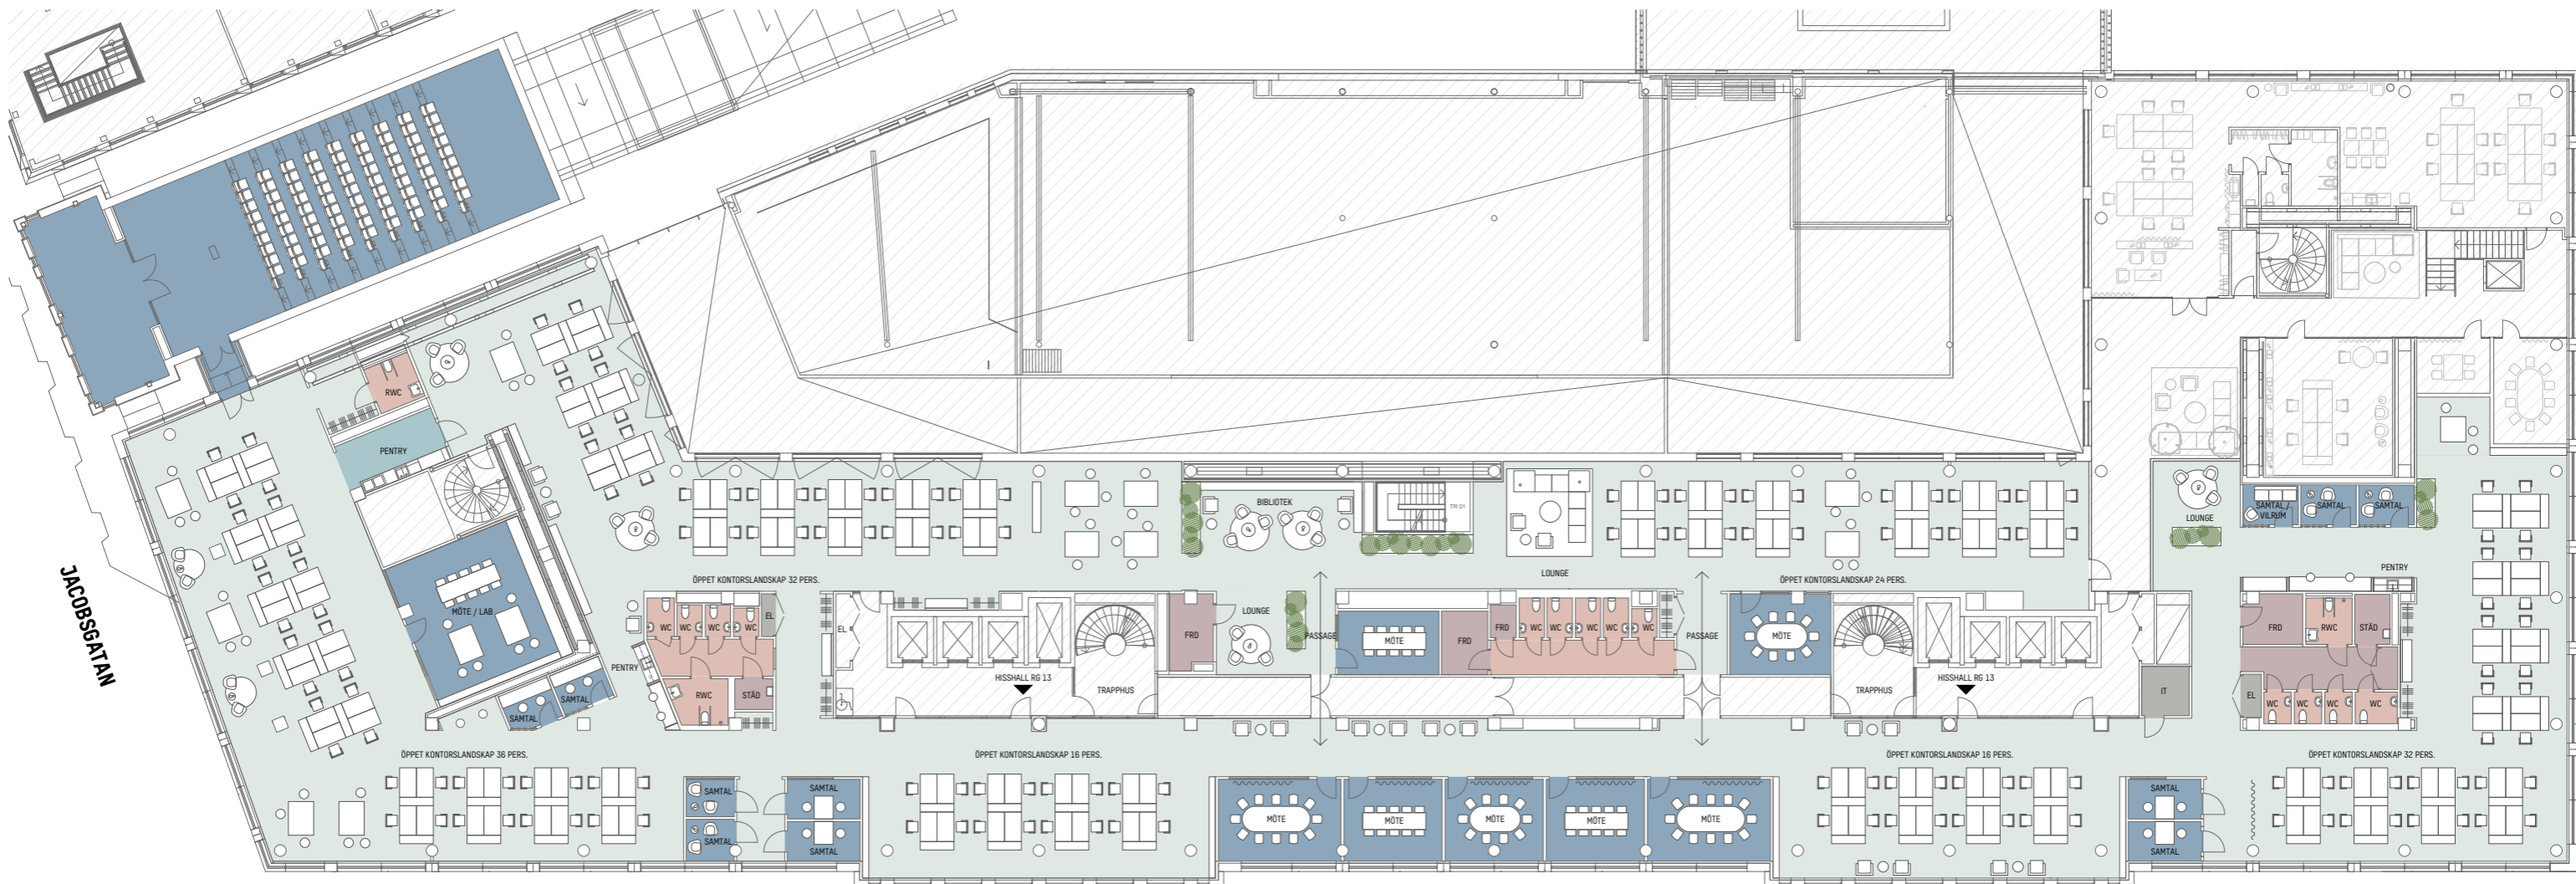 RWC
PENTRY
BIBLIOTEK
TR 01
LOUNGE
SAMTAL /
VILRUM
SAMTAL
SAMTAL
LOUNGE
PENTRY
JACOBSGATAN
ÖPPET KONTORSLANDSKAP 32 PERS.
ÖPPET KONTORSLANDSKAP 24 PERS.
MÖTE / LAB
WC
WC
WC
WC
EL
EL
FRD
LOUNGE
PASSAGE
MÖTE
FRD
FRD
WC
WC
WC
WC
WC
PASSAGE
MÖTE
FRD
RWC
STÄD
PENTRY
RWC
STÄD
HISSHALL RG 13
TRAPPHUS
TRAPPHUS
HISSHALL RG 13
IT
EL
WC
WC
WC
WC
SAMTAL
SAMTAL
ÖPPET KONTORSLANDSKAP 36 PERS.
ÖPPET KONTORSLANDSKAP 16 PERS.
ÖPPET KONTORSLANDSKAP 16 PERS.
ÖPPET KONTORSLANDSKAP 32 PERS.
SAMTAL
SAMTAL
SAMTAL
SAMTAL
MÖTE
MÖTE
MÖTE
MÖTE
MÖTE
SAMTAL
SAMTAL